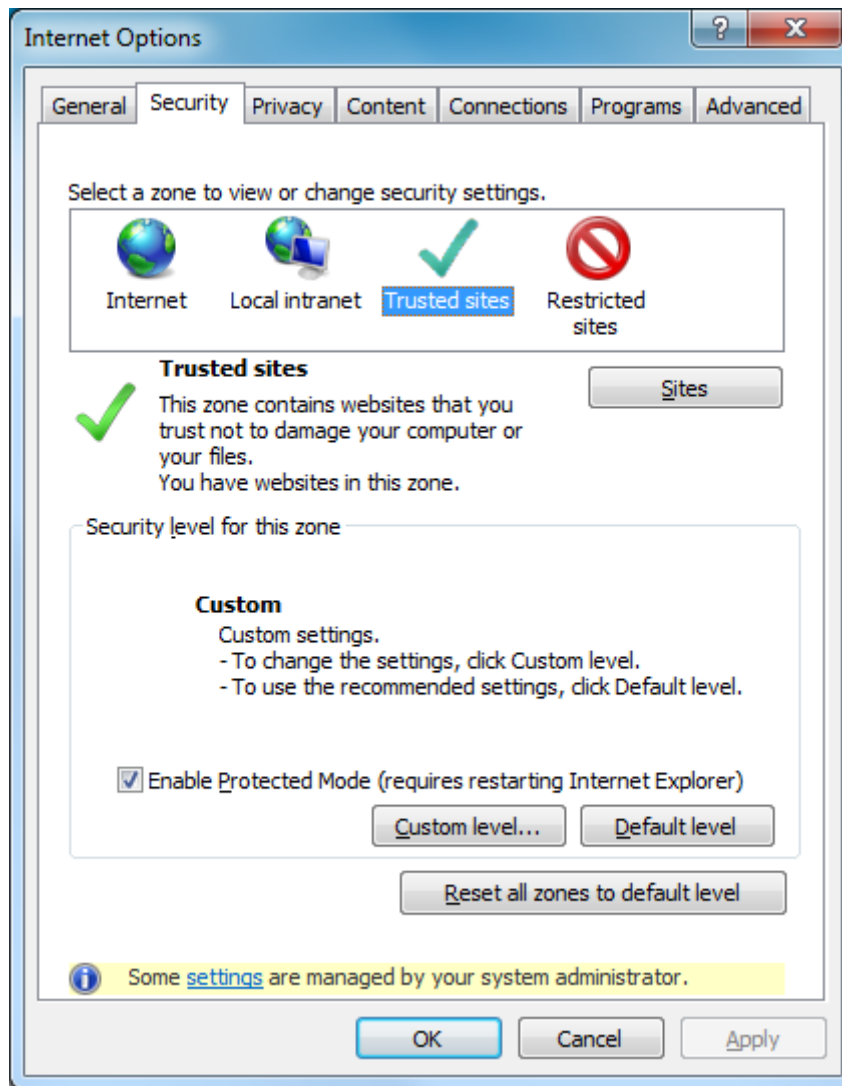 Internet Options
?
X
General Security Privacy Content Connections Programs Advanced
Select a zone to view or change security settings.
Internet Local intranet Trusted sites Restricted
sites
Trusted sites
Sites
This zone contains websites that you
trust not to damage your computer or
your files.
You have websites in this zone.
Security level for this zone
Custom
Custom settings.
- To change the settings, click Custom level.
- To use the recommended settings, click Default level.
Enable Protected Mode (requires restarting Internet Explorer)
Custom level... Default level
Reset all zones to default level
Some settings are managed by your system administrator.
OK Cancel Apply